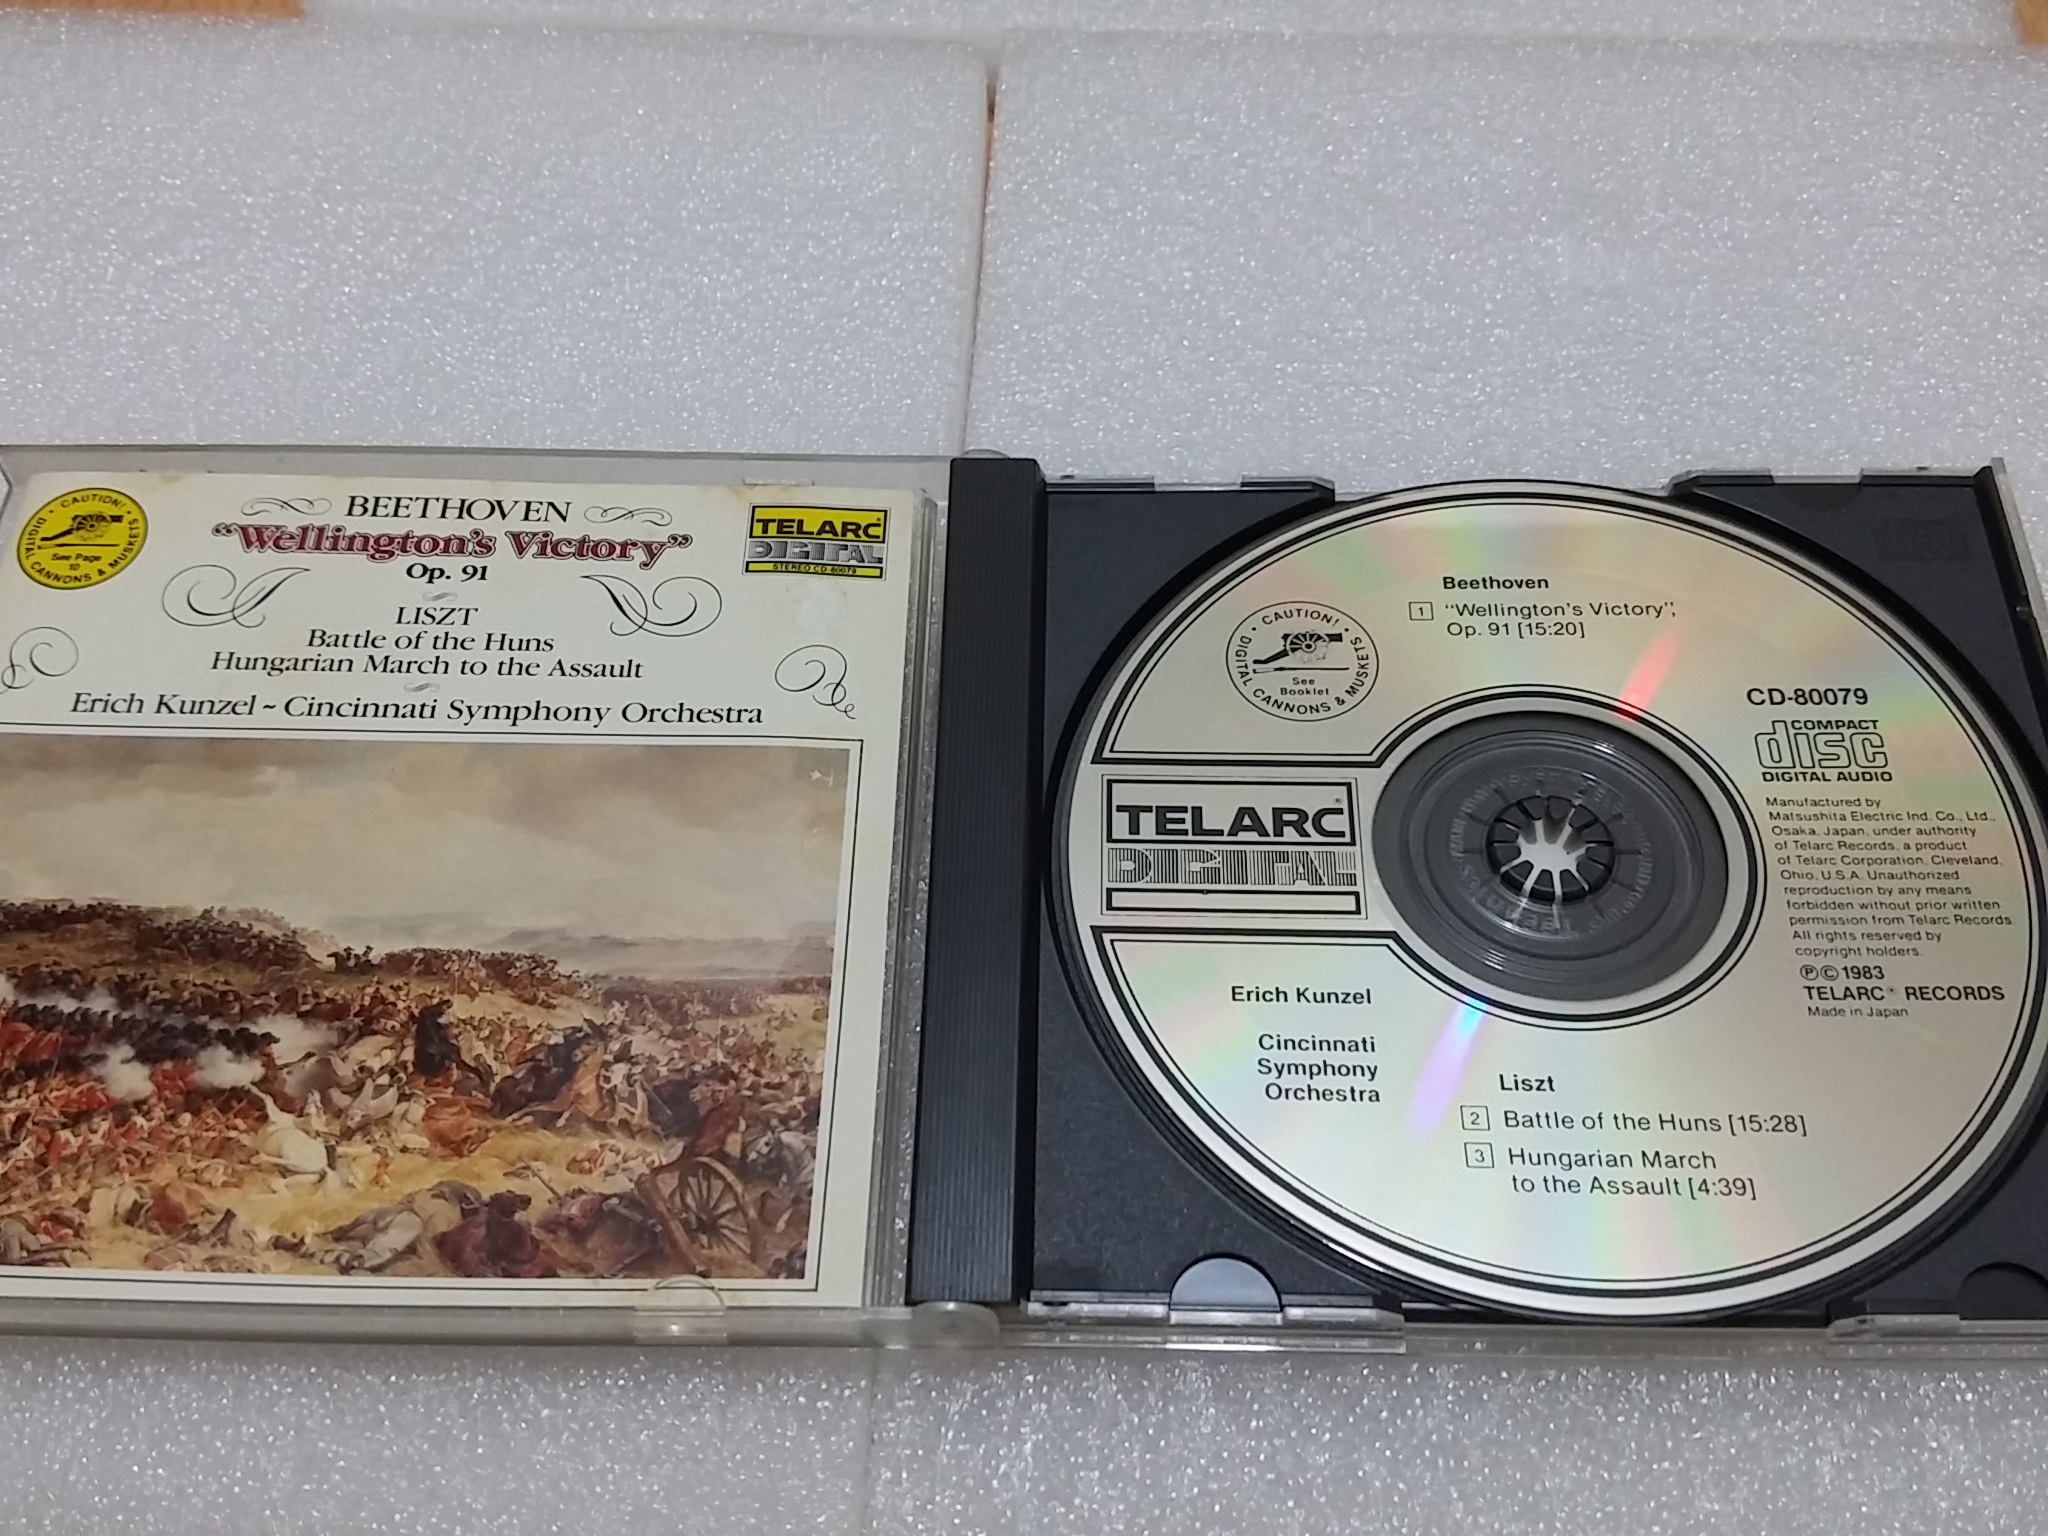 CAUTION!
DIGITAL CANNONS & MUSKETS
See Page
10
BEETHOVEN
“Wellington's Victory”
Op. 91
LISZT
Battle of the Huns
Hungarian March to the Assault
Erich Kunzel ~ Cincinnati Symphony Orchestra
TELARC®
DIGITAL
STEREO CD-80079
CAUTION!
DIGITAL CANNONS & MUSKETS
See
Booklet
Beethoven
1 “Wellington's Victory”,
Op. 91 [15:20]
TELARC®
DIGITAL
CD-80079
COMPACT
disc
DIGITAL AUDIO
Manufactured by
Matsushita Electric Ind. Co., Ltd.,
Osaka, Japan, under authority
of Telarc Records, a product
of Telarc Corporation, Cleveland,
Ohio, U.S.A. Unauthorized
reproduction by any means
forbidden without prior written
permission from Telarc Records.
All rights reserved by
copyright holders.
℗©1983
TELARC® RECORDS
Made in Japan
Erich Kunzel
Cincinnati
Symphony
Orchestra
Liszt
2 Battle of the Huns [15:28]
3 Hungarian March
to the Assault [4:39]